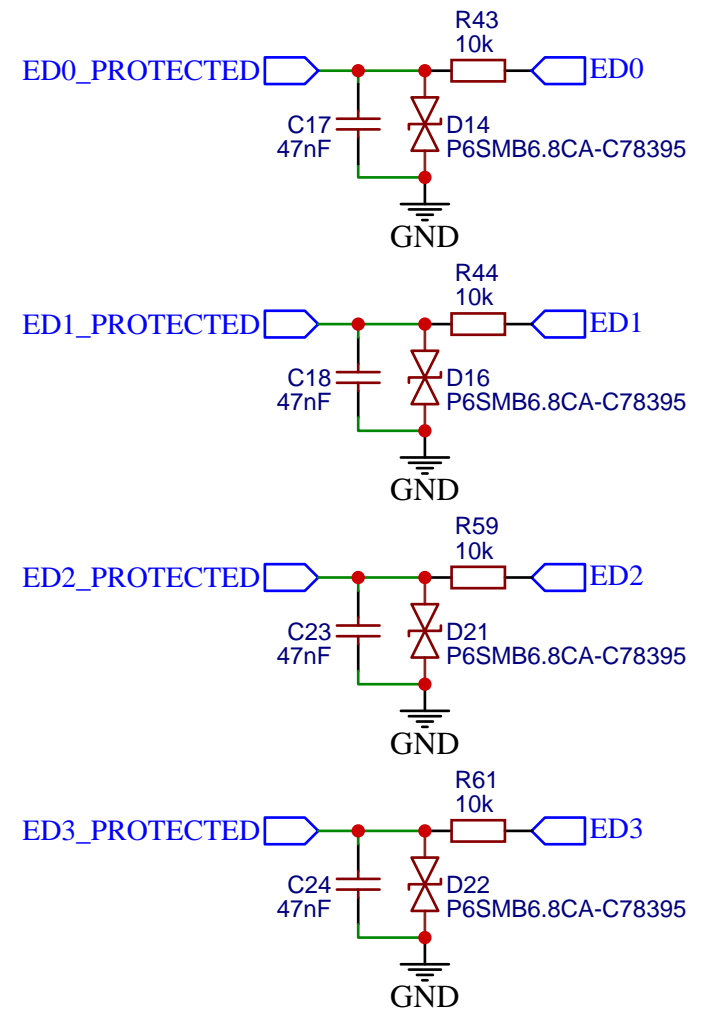 R43
10k
ED0_PROTECTED
ED0
C17
47nF
D14
P6SMB6.8CA-C78395
GND
R44
10k
ED1_PROTECTED
ED1
C18
47nF
D16
P6SMB6.8CA-C78395
GND
R59
10k
ED2_PROTECTED
ED2
C23
47nF
D21
P6SMB6.8CA-C78395
GND
R61
10k
ED3_PROTECTED
ED3
C24
47nF
D22
P6SMB6.8CA-C78395
GND